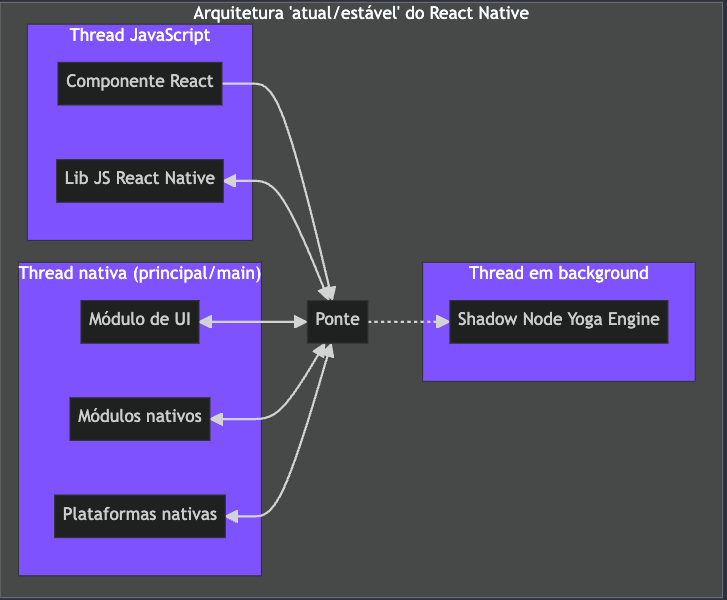 Arquitetura 'atual/estável' do React Native
Thread JavaScript
Componente React
Lib JS React Native
Thread nativa (principal/main)
Módulo de UI
Módulos nativos
Plataformas nativas
Ponte
Thread em background
Shadow Node Yoga Engine